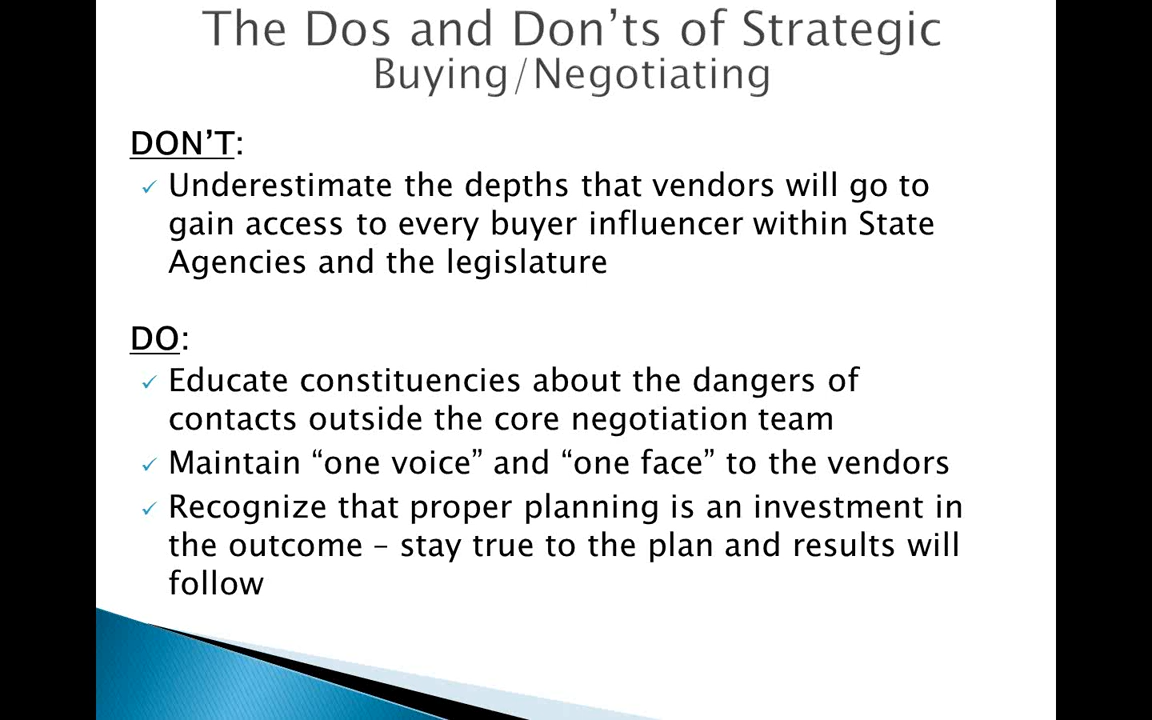 The Dos and Don’ts of Strategic
Buying/Negotiating
DON’T:
✓ Underestimate the depths that vendors will go to
gain access to every buyer influencer within State
Agencies and the legislature
DO:
✓ Educate constituencies about the dangers of
contacts outside the core negotiation team
✓ Maintain “one voice” and “one face” to the vendors
✓ Recognize that proper planning is an investment in
the outcome – stay true to the plan and results will
follow